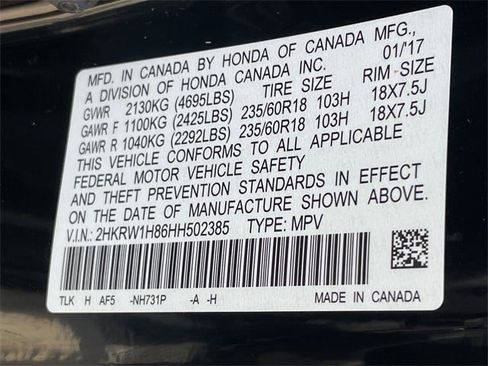 MFD. IN CANADA BY HONDA OF CANADA MFG.,
A DIVISION OF HONDA CANADA INC. 01/'17
GVWR 2130KG (4695LBS) TIRE SIZE RIM SIZE
GAWR F 1100KG (2425LBS) 235/60R18 103H 18X7.5J
GAWR R 1040KG (2292LBS) 235/60R18 103H 18X7.5J
THIS VEHICLE CONFORMS TO ALL APPLICABLE
FEDERAL MOTOR VEHICLE SAFETY
AND THEFT PREVENTION STANDARDS IN EFFECT
ON THE DATE OF MANUFACTURE SHOWN ABOVE.
V.I.N.: 2HKRW1H86HH502385 TYPE: MPV
TLK H AF5 -NH731P -A -H MADE IN CANADA